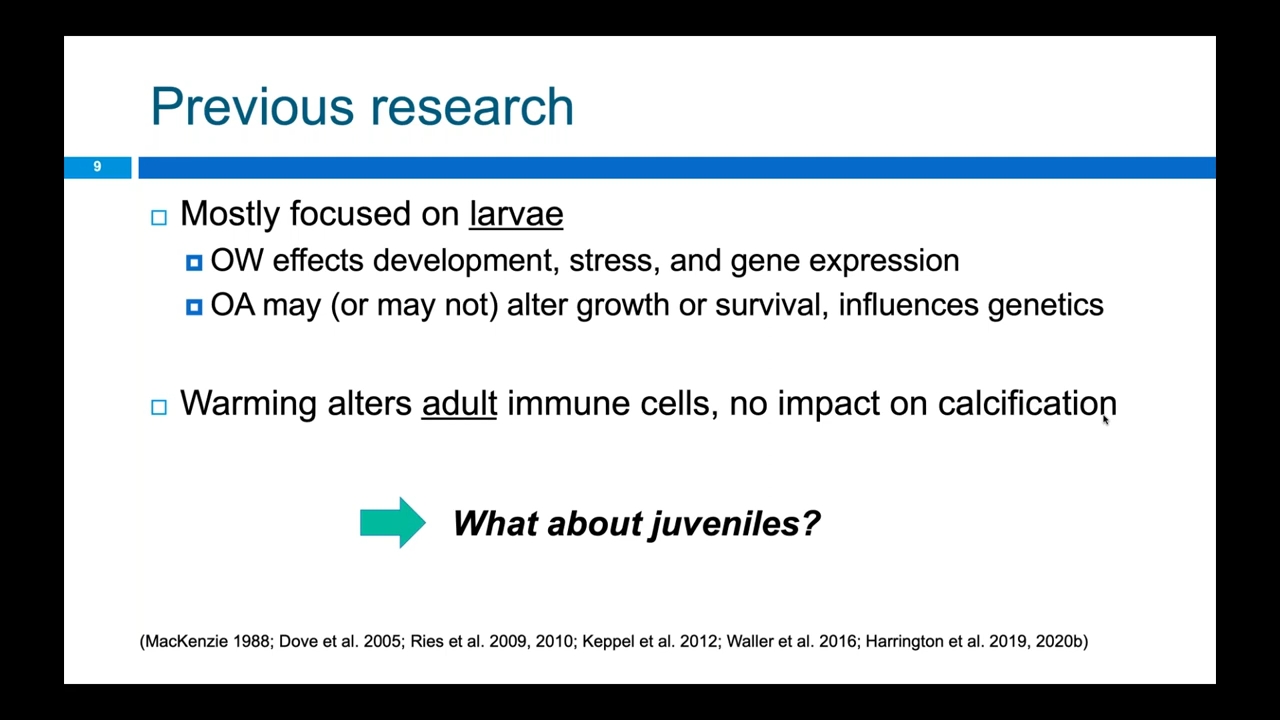 Previous research
9
Mostly focused on larvae
OW effects development, stress, and gene expression
OA may (or may not) alter growth or survival, influences genetics
Warming alters adult immune cells, no impact on calcification
What about juveniles?
(MacKenzie 1988; Dove et al. 2005; Ries et al. 2009, 2010; Keppel et al. 2012; Waller et al. 2016; Harrington et al. 2019, 2020b)